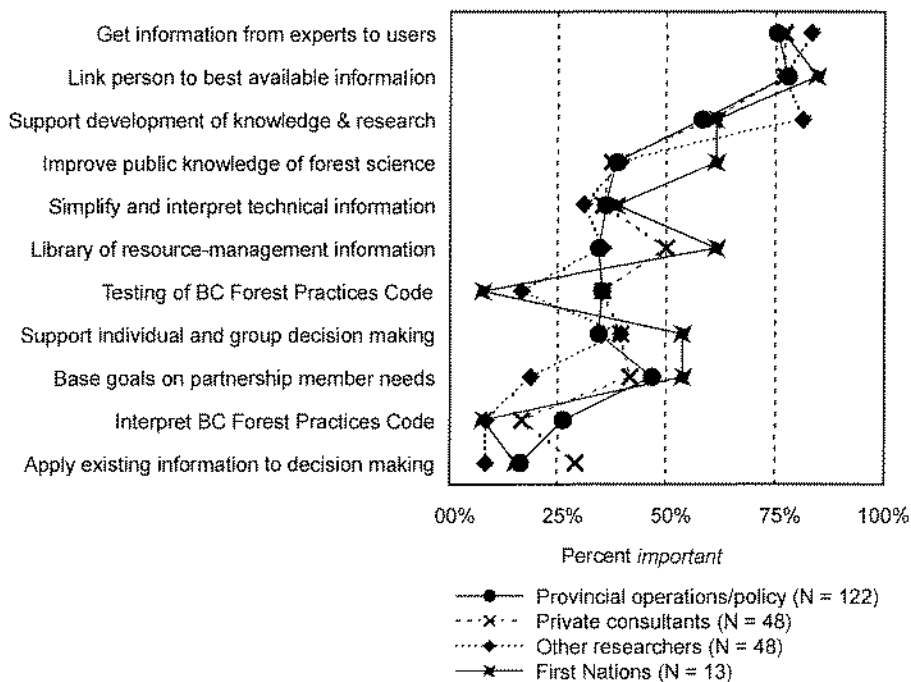 Get information from experts to users
Link person to best available information
Support development of knowledge & research
Improve public knowledge of forest science
Simplify and interpret technical information
Library of resource-management information
Testing of BC Forest Practices Code
Support individual and group decision making
Base goals on partnership member needs
Interpret BC Forest Practices Code
Apply existing information to decision making
00% 25% 50% 75% 100%
Percent important
Provincial operations/policy (N = 122)
Private consultants (N = 48)
Other researchers (N = 48)
First Nations (N = 13)